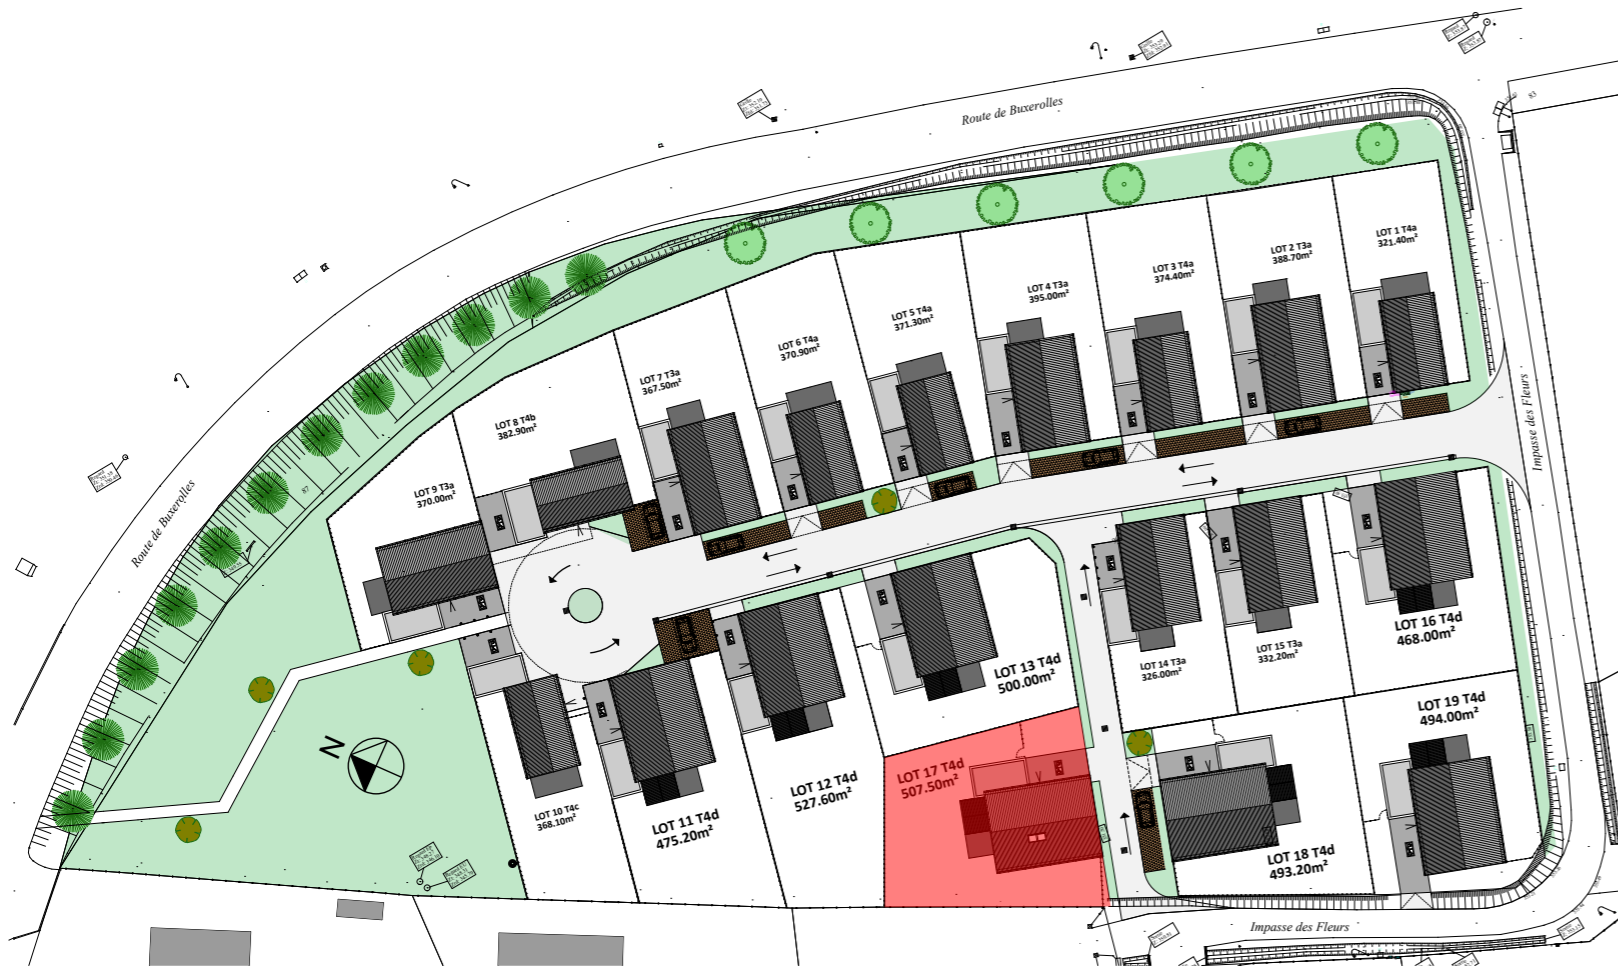 Route de Buxerolles
83
LOT 1 T4a
321.40m²
LOT 2 T3a
388.70m²
LOT 3 T4a
374.40m²
LOT 4 T3a
395.00m²
LOT 5 T4a
371.30m²
LOT 6 T4a
370.90m²
LOT 7 T3a
367.50m²
LOT 8 T4b
382.90m²
LOT 9 T3a
370.00m²
87
Route de Buxerolles
Impasse des Fleurs
LOT 16 T4d
468.00m²
LOT 15 T3a
332.20m²
LOT 14 T3a
326.00m²
LOT 13 T4d
500.00m²
LOT 19 T4d
494.00m²
N
LOT 17 T4d
507.50m²
LOT 12 T4d
527.60m²
LOT 10 T4c
368.10m²
LOT 11 T4d
475.20m²
LOT 18 T4d
493.20m²
Impasse des Fleurs